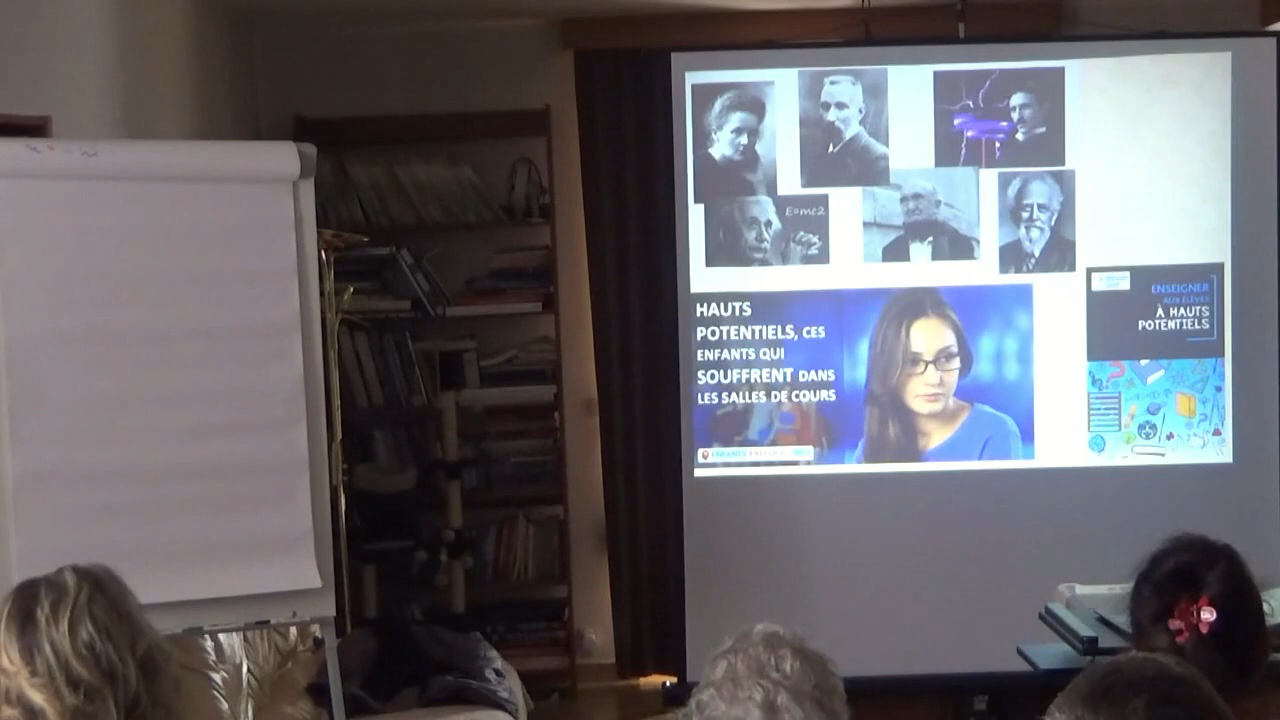 E=mc2
HAUTS
POTENTIELS, CES
ENFANTS QUI
SOUFFRENT DANS
LES SALLES DE COURS
ENSEIGNER
AUX ÉLÈVES
À HAUTS
POTENTIELS